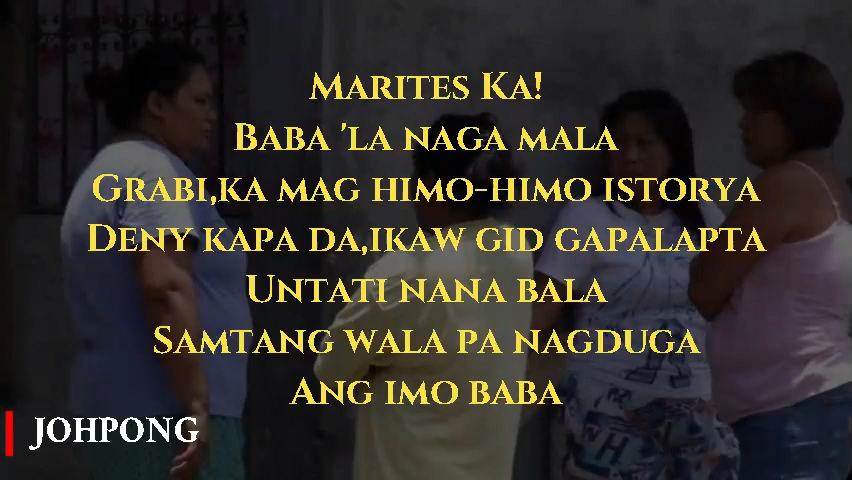 Marites Ka!
Baba 'la naga mala
Grabi,ka mag himo-himo istorya
Deny kapa da,ikaw gid gapalapta
Untati nana bala
Samtang wala pa nagduga
Ang imo baba
JOHPONG